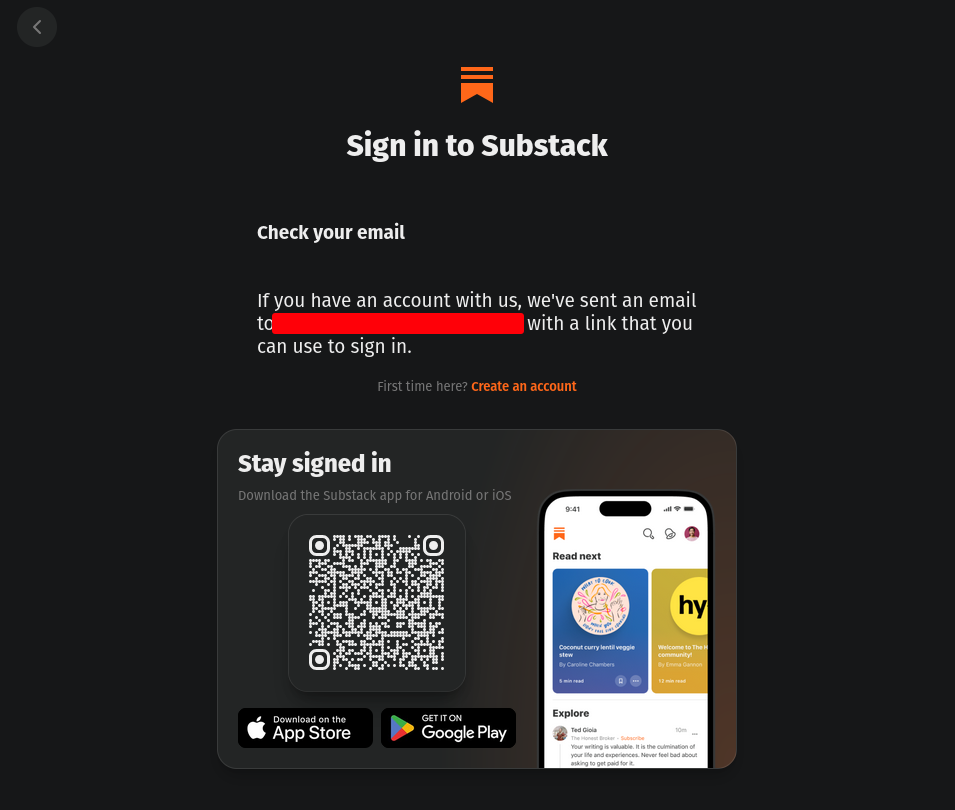 Sign in to Substack
Check your email
If you have an account with us, we've sent an email
to with a link that you
can use to sign in.
First time here? Create an account
Stay signed in
Download the Substack app for Android or iOS
9:41
Read next
Coconut curry lentil veggie
stew
By Caroline Chambers
5 min read
hy
Welcome to The H
community!
By Emma Gannon
12 min read
Explore
Ted Gioia
10m
The Honest Broker · Subscribe
Your writing is valuable. It is the culmination of
your life and experiences. Never feel bad about
asking to get paid for it.
Download on the
App Store
GET IT ON
Google Play